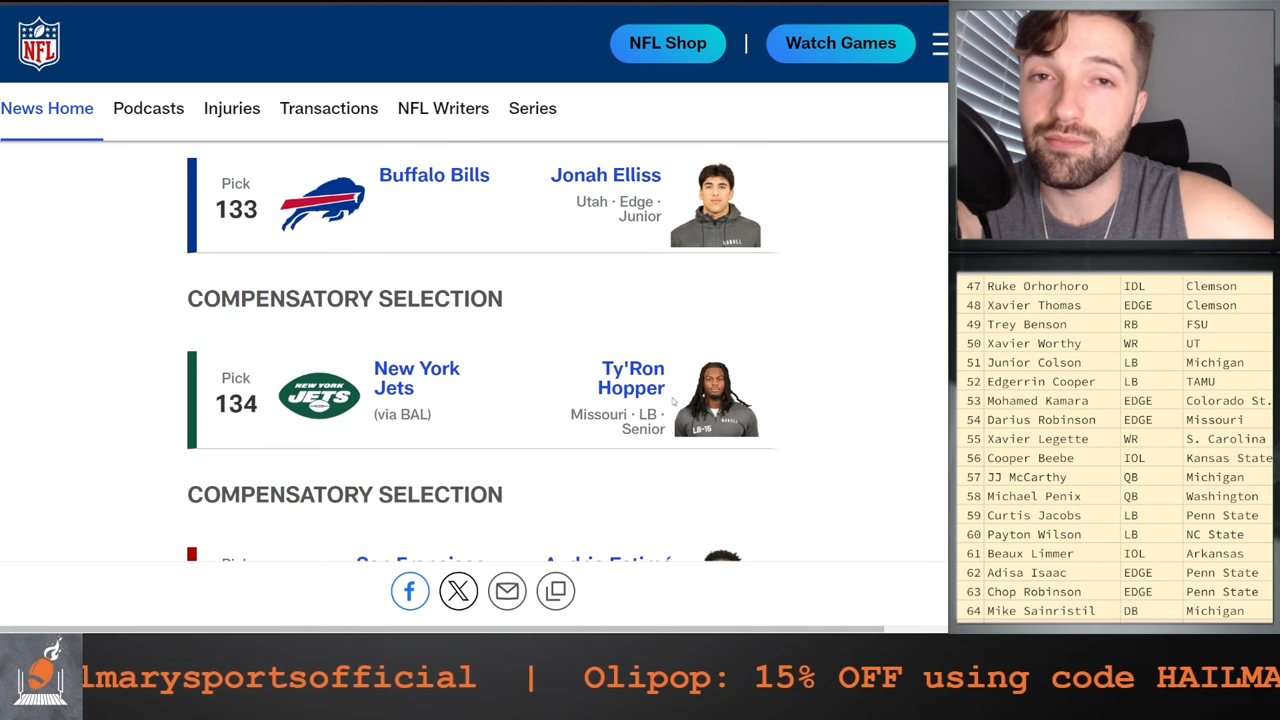 NFL
NFL Shop | Watch Games
News Home Podcasts Injuries Transactions NFL Writers Series
Pick
133
Buffalo Bills
Jonah Elliss
Utah · Edge ·
Junior
COMPENSATORY SELECTION
Pick
134
NEW YORK
JETS
New York
Jets
(via BAL)
Ty'Ron
Hopper
Missouri · LB ·
Senior
LB-15
COMPENSATORY SELECTION
47 Ruke Orhorhoro IDL Clemson
48 Xavier Thomas EDGE Clemson
49 Trey Benson RB FSU
50 Xavier Worthy WR UT
51 Junior Colson LB Michigan
52 Edgerrin Cooper LB TAMU
53 Mohamed Kamara EDGE Colorado St.
54 Darius Robinson EDGE Missouri
55 Xavier Legette WR S. Carolina
56 Cooper Beebe IOL Kansas State
57 JJ McCarthy QB Michigan
58 Michael Penix QB Washington
59 Curtis Jacobs LB Penn State
60 Payton Wilson LB NC State
61 Beaux Limmer IOL Arkansas
62 Adisa Isaac EDGE Penn State
63 Chop Robinson EDGE Penn State
64 Mike Sainristil DB Michigan
lmarysportsofficial | Olipop: 15% OFF using code HAILMA